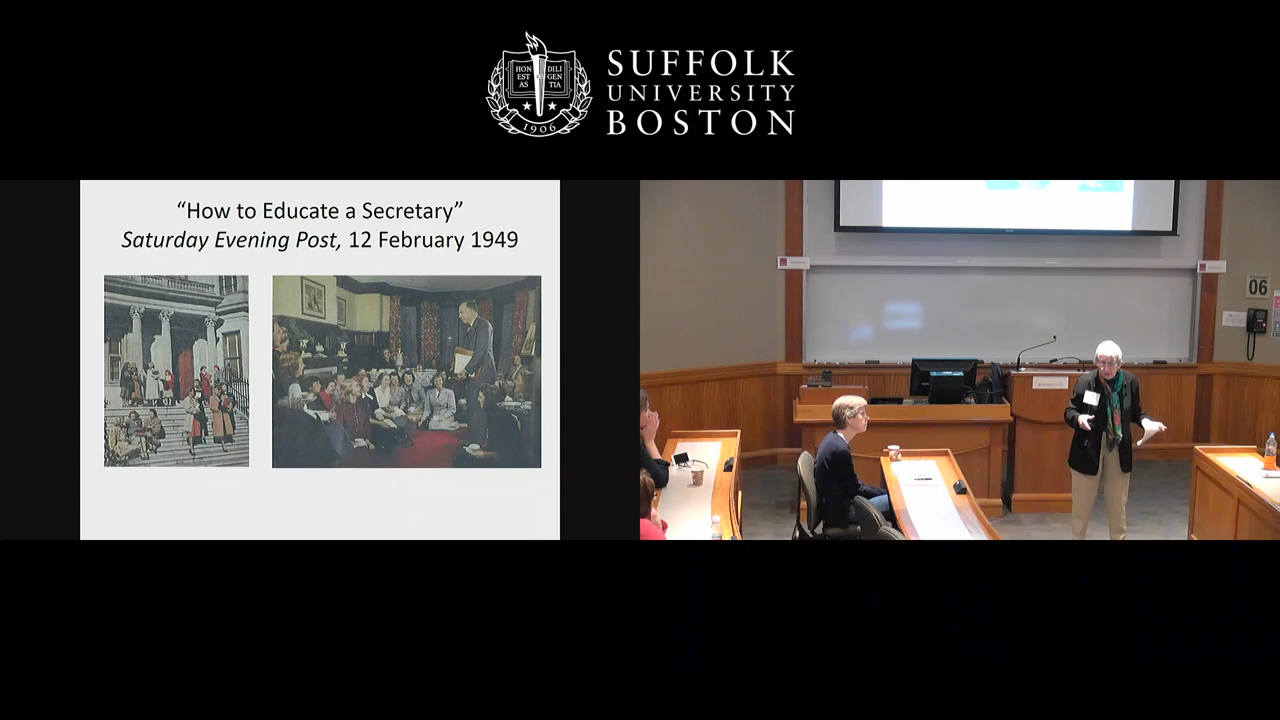 SUFFOLK
UNIVERSITY
BOSTON
HON
EST
AS
DILI
GEN
TIA
1906
“How to Educate a Secretary”
Saturday Evening Post, 12 February 1949
06